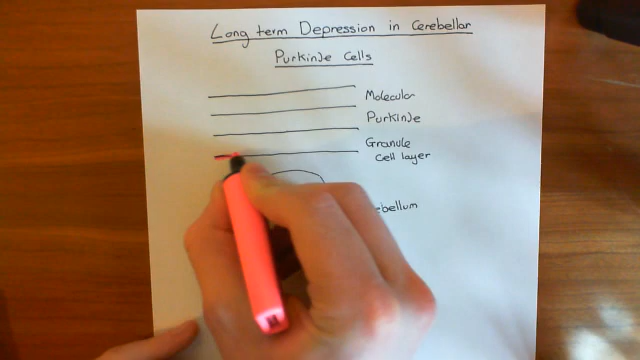 Long term Depression in Cerebellar
Purkinje Cells
Molecular
Purkinje
Granule
Cell layer